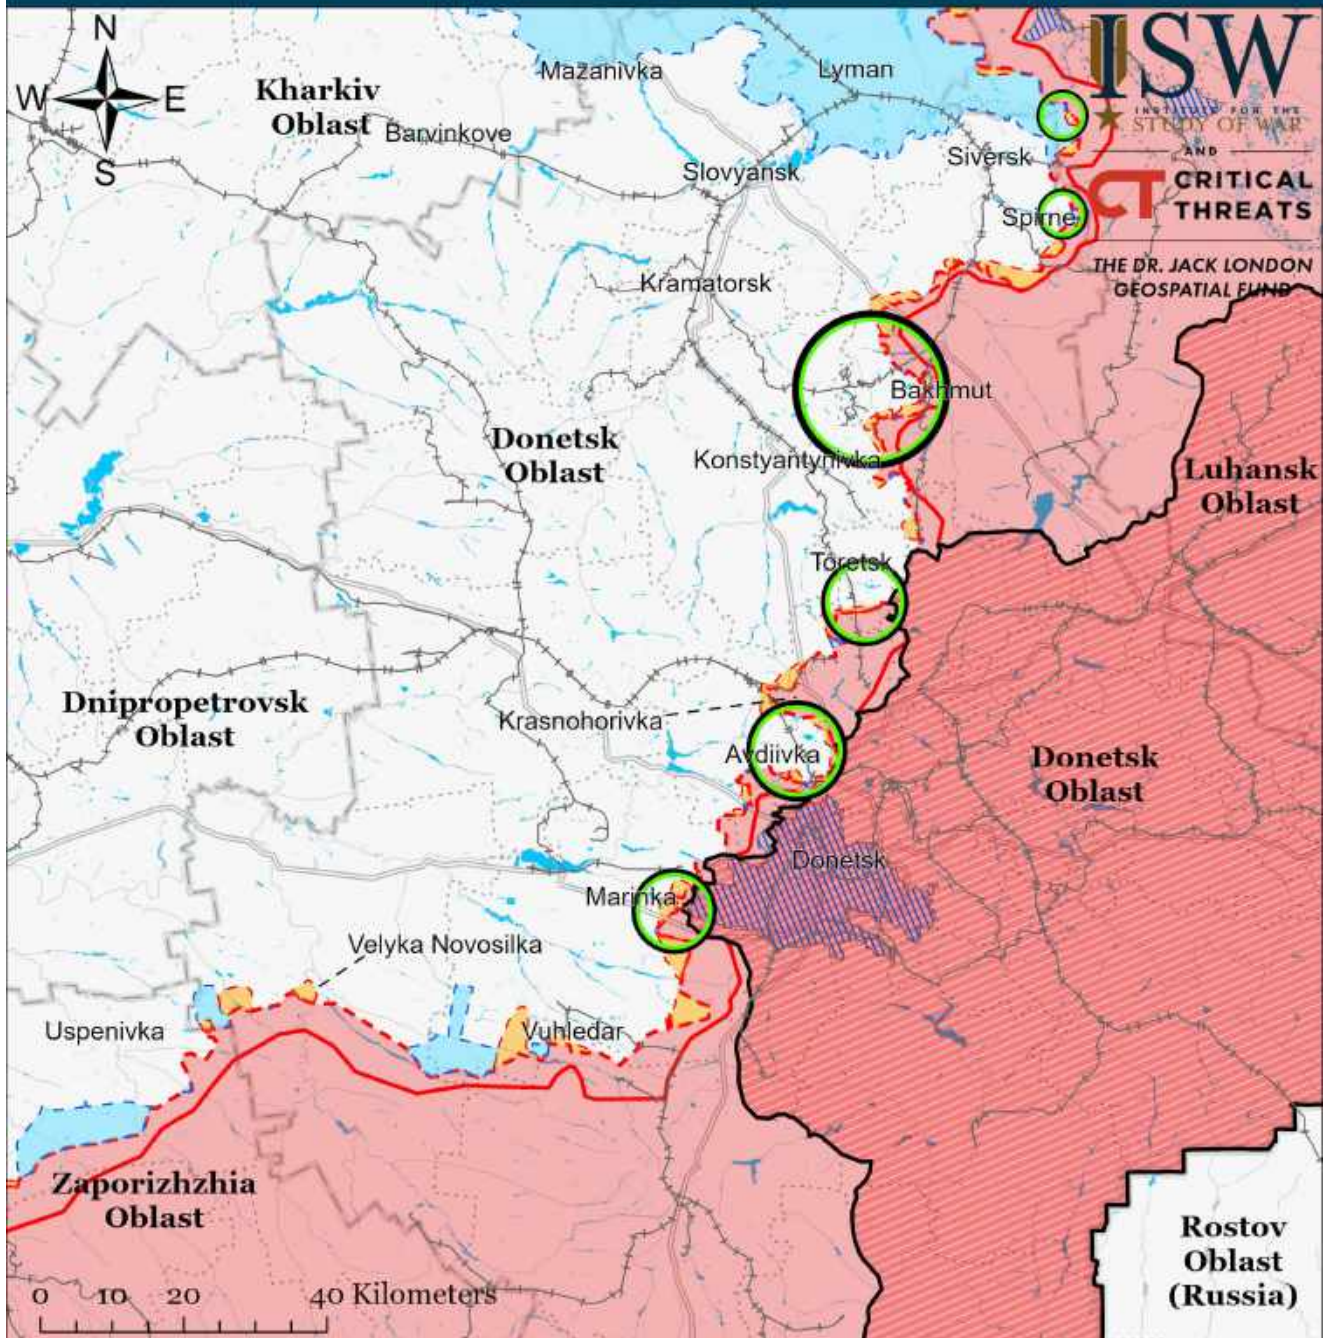 N
W
E
S
ISW
INSTITUTE FOR THE
STUDY OF WAR
AND
CT
CRITICAL
THREATS
THE DR. JACK LONDON
GEOSPATIAL FUND
Kharkiv
Oblast
Barvinkove
Mazanivka
Lyman
Siversk
Slovyansk
Spirne
Kramatorsk
Bakhmut
Donetsk
Oblast
Konstyantynivka
Luhansk
Oblast
Toretsk
Dnipropetrovsk
Oblast
Krasnohorivka
Avdiivka
Donetsk
Oblast
Donetsk
Marinka
Velyka Novosilka
Uspenivka
Vuhledar
Zaporizhzhia
Oblast
Rostov
Oblast
(Russia)
0 10 20 40 Kilometers